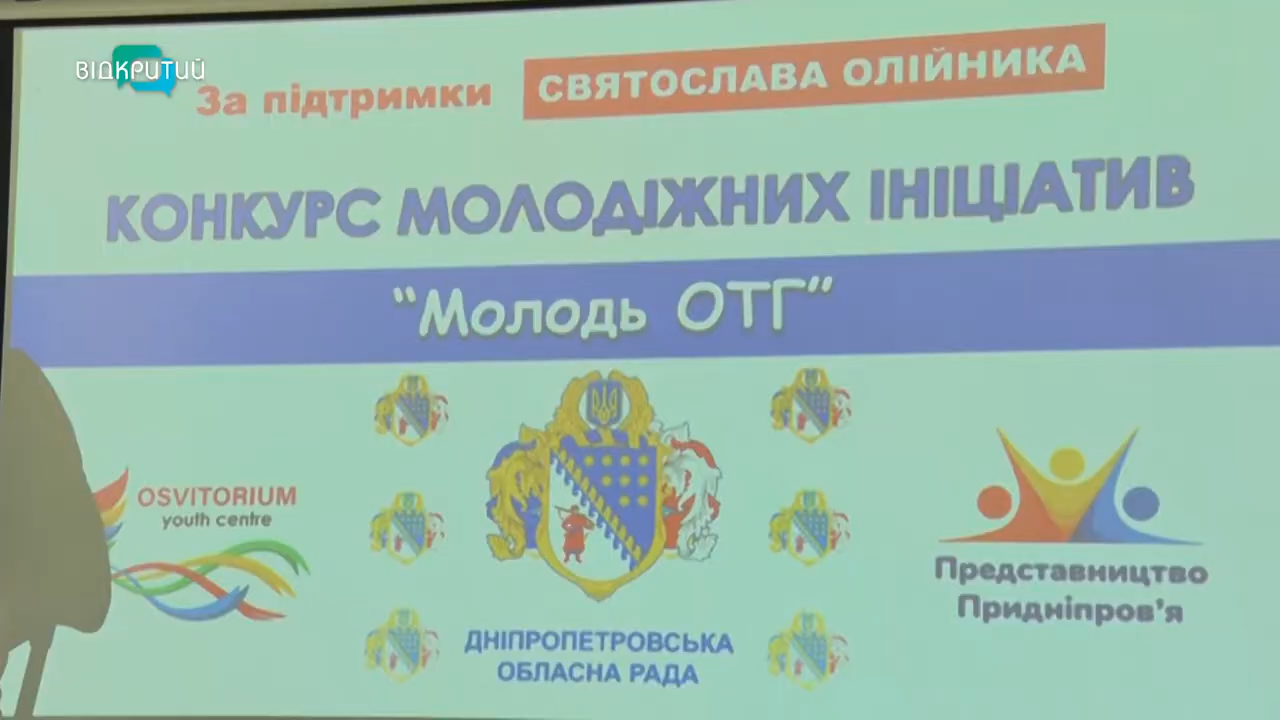 ВІДКРИТИЙ
За підтримки СВЯТОСЛАВА ОЛІЙНИКА
КОНКУРС МОЛОДІЖНИХ ІНІЦІАТИВ
“Молодь ОТГ”
OSVITORIUM
youth centre
ДНІПРОПЕТРОВСЬКА
ОБЛАСНА РАДА
Представництво
Придніпров’я